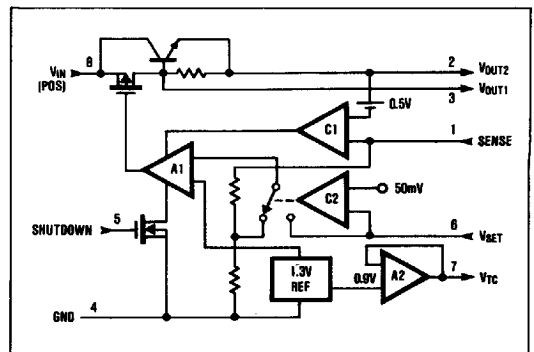 8
VIN
(POS)
2
VOUT2
VOUT1
3
0.5V
C1
1
SENSE
A1
C2
50mV
5
SHUTDOWN
6
VSET
1.3V
REF
0.9V
A2
7
VTC
4
GND